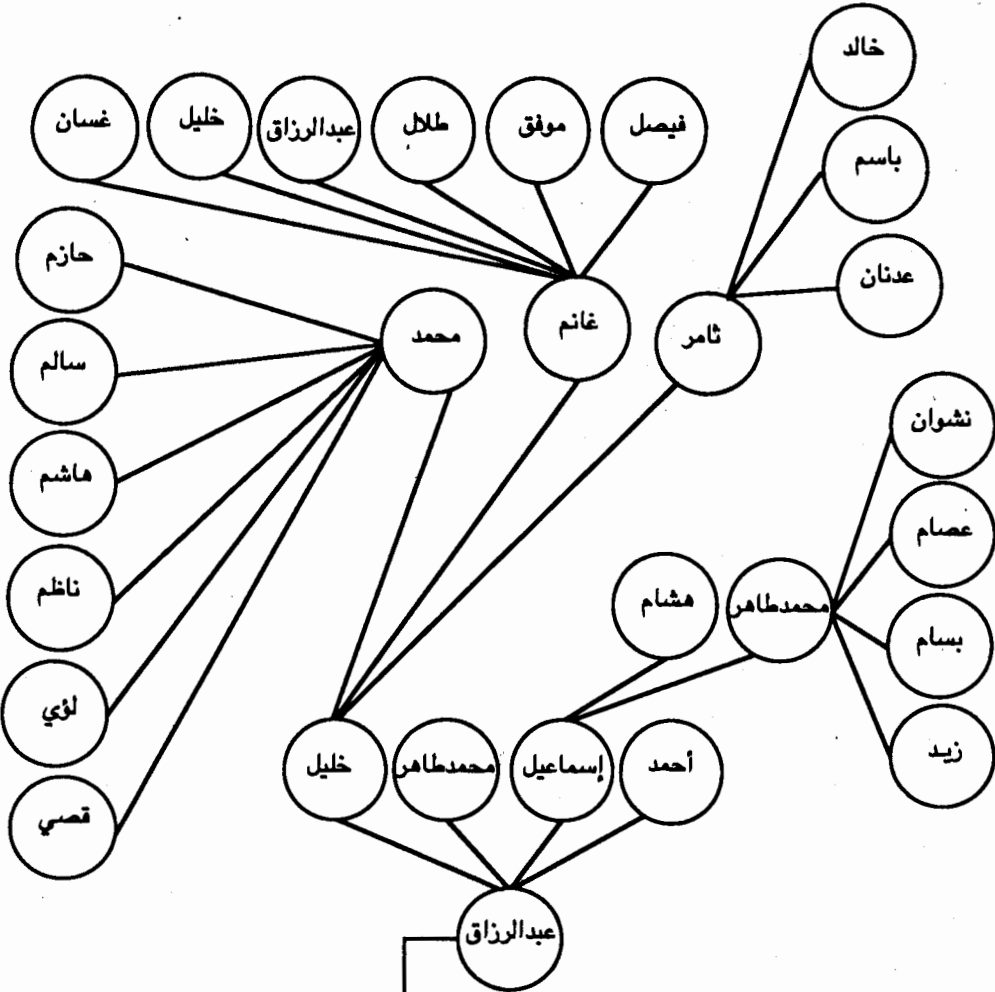 خالد
فيصل
موفق
طلال
عبدالرزاق
خليل
غسان
باسم
عدنان
حازم
ثامر
غانم
محمد
سالم
نشوان
هاشم
عصام
محمدطاهر
هشام
ناظم
بسام
لؤي
زيد
أحمد
إسماعيل
محمدطاهر
خليل
قصي
عبدالرزاق